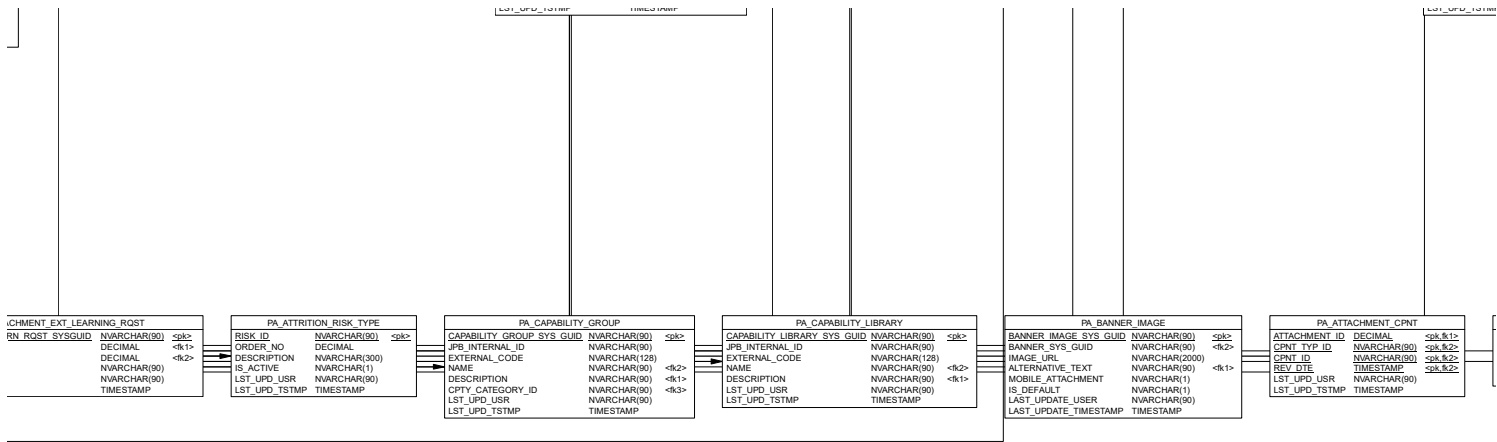 LST_UPD_TSTMP TIMESTAMP
LST_UPD_TSTM
CHMENT_EXT_LEARNING_RQST
RN_RQST_SYSGUID NVARCHAR(90) <pk>
DECIMAL <fk1>
DECIMAL <fk2>
NVARCHAR(90)
NVARCHAR(90)
TIMESTAMP
PA_ATTRITION_RISK_TYPE
RISK_ID NVARCHAR(90) <pk>
ORDER_NO DECIMAL
DESCRIPTION NVARCHAR(300)
IS_ACTIVE NVARCHAR(1)
LST_UPD_USR NVARCHAR(90)
LST_UPD_TSTMP TIMESTAMP
PA_CAPABILITY_GROUP
CAPABILITY_GROUP_SYS_GUID NVARCHAR(90) <pk>
JPB_INTERNAL_ID NVARCHAR(90)
EXTERNAL_CODE NVARCHAR(128)
NAME NVARCHAR(90) <fk2>
DESCRIPTION NVARCHAR(90) <fk1>
CPTY_CATEGORY_ID NVARCHAR(90) <fk3>
LST_UPD_USR NVARCHAR(90)
LST_UPD_TSTMP TIMESTAMP
PA_CAPABILITY_LIBRARY
CAPABILITY_LIBRARY_SYS_GUID NVARCHAR(90) <pk>
JPB_INTERNAL_ID NVARCHAR(90)
EXTERNAL_CODE NVARCHAR(128)
NAME NVARCHAR(90) <fk2>
DESCRIPTION NVARCHAR(90) <fk1>
LST_UPD_USR NVARCHAR(90)
LST_UPD_TSTMP TIMESTAMP
PA_BANNER_IMAGE
BANNER_IMAGE_SYS_GUID NVARCHAR(90) <pk>
BANNER_SYS_GUID NVARCHAR(90) <fk2>
IMAGE_URL NVARCHAR(2000)
ALTERNATIVE_TEXT NVARCHAR(90) <fk1>
MOBILE_ATTACHMENT NVARCHAR(1)
IS_DEFAULT NVARCHAR(1)
LAST_UPDATE_USER NVARCHAR(90)
LAST_UPDATE_TIMESTAMP TIMESTAMP
PA_ATTACHMENT_CPNT
ATTACHMENT_ID DECIMAL <pk,fk1>
CPNT_TYP_ID NVARCHAR(90) <pk,fk2>
CPNT_ID NVARCHAR(90) <pk,fk2>
REV_DTE TIMESTAMP <pk,fk2>
LST_UPD_USR NVARCHAR(90)
LST_UPD_TSTMP TIMESTAMP